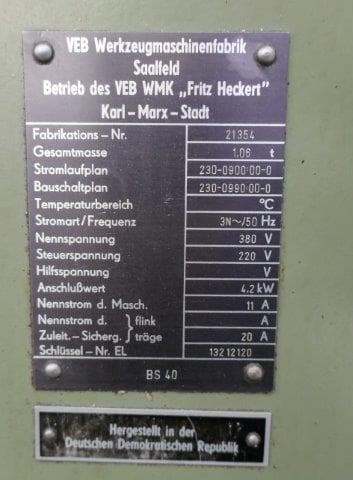 VEB Werkzeugmaschinenfabrik
Saalfeld
Betrieb des VEB WMK „Fritz Heckert"
Karl-Marx-Stadt
Fabrikations-Nr. 21354
Gesamtmasse 1.06 t
Stromlaufplan 230-0900:00-0
Bauschaltplan 230-0990:00-0
Temperaturbereich °C
Stromart/Frequenz 3N~/50 Hz
Nennspannung 380 V
Steuerspannung 220 V
Hilfsspannung V
Anschlußwert 4.2 kW
Nennstrom d. Masch. 11 A
Nennstrom d. } flink A
Zuleit.-Sicherg. } träge 20 A
Schlüssel-Nr. EL 13212120
BS 40
Hergestellt in der
Deutschen Demokratischen Republik